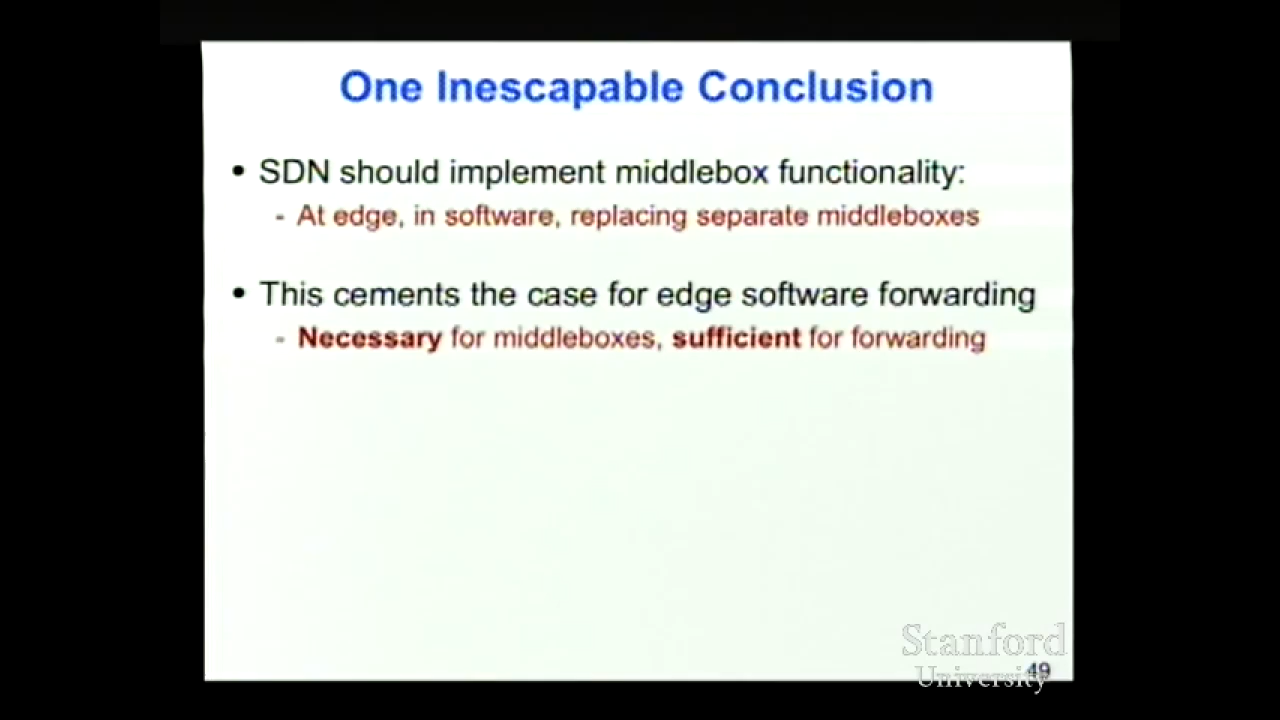 One Inescapable Conclusion
• SDN should implement middlebox functionality:
- At edge, in software, replacing separate middleboxes
• This cements the case for edge software forwarding
- Necessary for middleboxes, sufficient for forwarding
Stanford
University
49